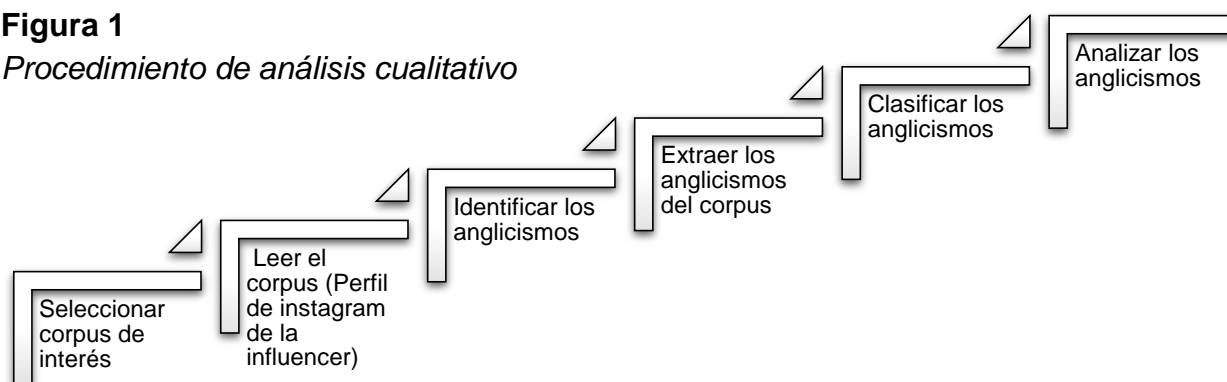 Figura 1
Procedimiento de análisis cualitativo
Seleccionar
corpus de
interés
Leer el
corpus (Perfil
de instagram
de la
influencer)
Identificar los
anglicismos
Extraer los
anglicismos
del corpus
Clasificar los
anglicismos
Analizar los
anglicismos